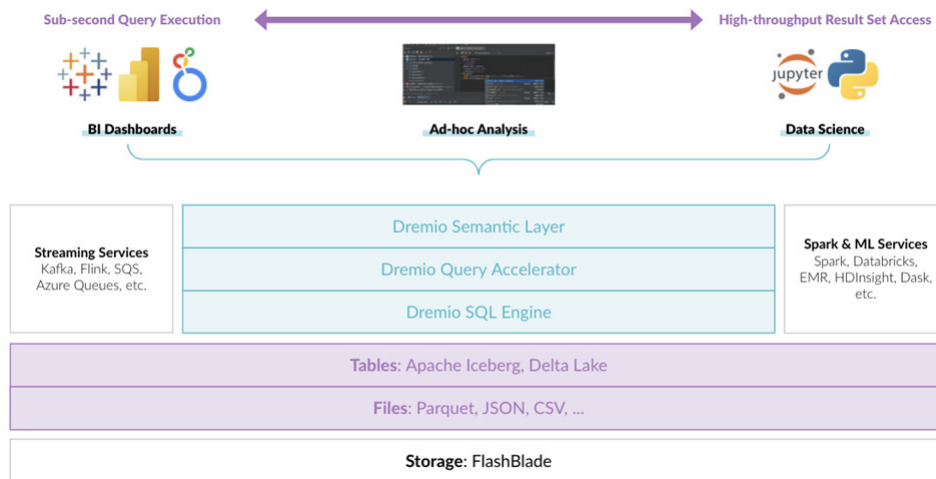 Sub-second Query Execution
High-throughput Result Set Access
jupyter
BI Dashboards
Ad-hoc Analysis
Data Science
Streaming Services
Kafka, Flink, SQS,
Azure Queues, etc.
Dremio Semantic Layer
Dremio Query Accelerator
Dremio SQL Engine
Spark & ML Services
Spark, Databricks,
EMR, HDInsight, Dask,
etc.
Tables: Apache Iceberg, Delta Lake
Files: Parquet, JSON, CSV, ...
Storage: FlashBlade